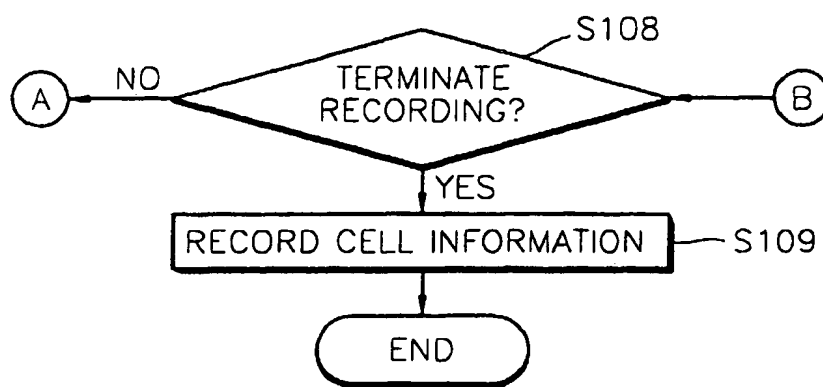 S108
A
NO
TERMINATE
RECORDING?
B
YES
RECORD CELL INFORMATION
S109
END